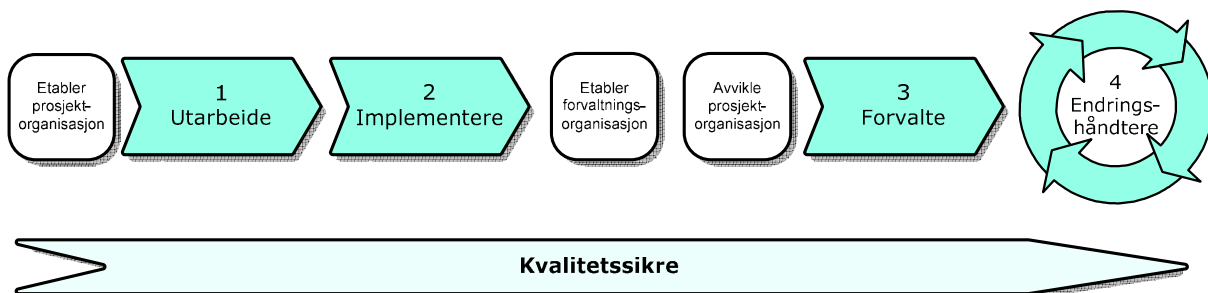 Etabler
prosjekt-
organisasjon
1
Utarbeide
2
Implementere
Etabler
forvaltnings-
organisasjon
Avvikle
prosjekt-
organisasjon
3
Forvalte
4
Endrings-
håndtere
Kvalitetssikre